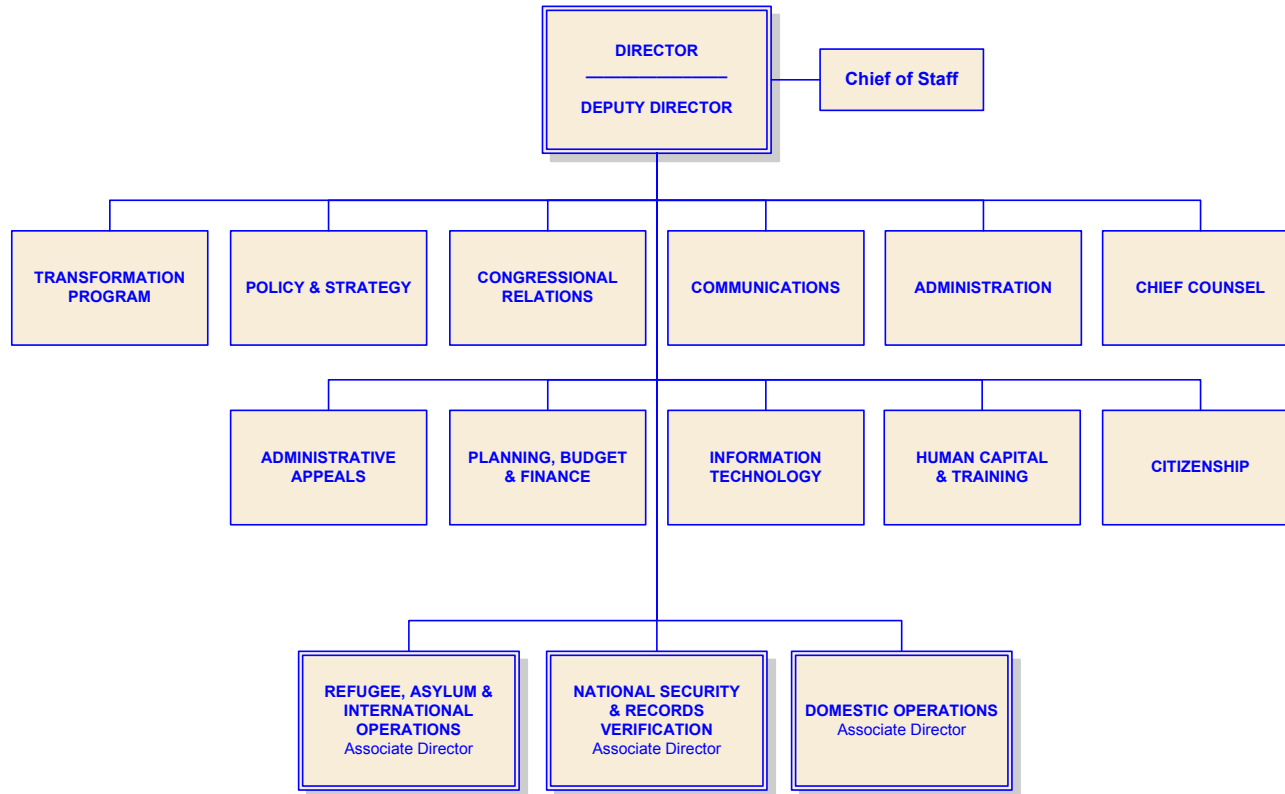 DIRECTOR
DEPUTY DIRECTOR
Chief of Staff
TRANSFORMATION
PROGRAM
POLICY & STRATEGY
CONGRESSIONAL
RELATIONS
COMMUNICATIONS
ADMINISTRATION
CHIEF COUNSEL
ADMINISTRATIVE
APPEALS
PLANNING, BUDGET
& FINANCE
INFORMATION
TECHNOLOGY
HUMAN CAPITAL
& TRAINING
CITIZENSHIP
REFUGEE, ASYLUM &
INTERNATIONAL
OPERATIONS
Associate Director
NATIONAL SECURITY
& RECORDS
VERIFICATION
Associate Director
DOMESTIC OPERATIONS
Associate Director